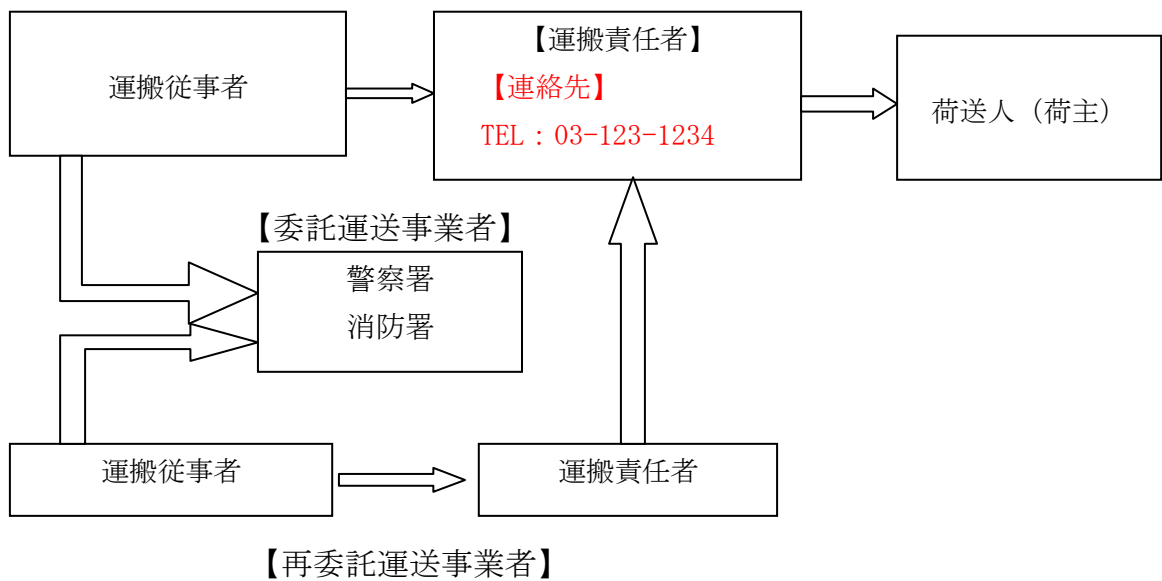 運搬従事者
【運搬責任者】
【連絡先】
TEL：03-123-1234
荷送人（荷主）
【委託運送事業者】
警察署
消防署
運搬従事者
運搬責任者
【再委託運送事業者】